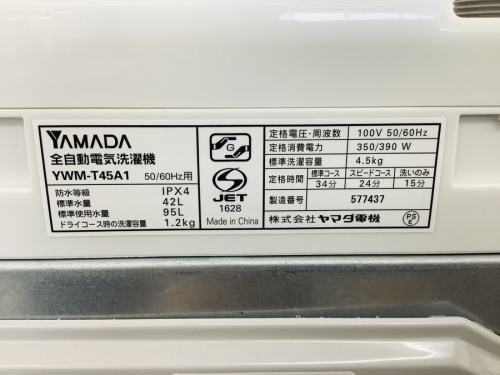 YAMADA
全自動電気洗濯機
YWM-T45A1 50/60Hz用
防水等級 IPX4
標準水量 42L
標準使用水量 95L
ドライコース時の洗濯容量 1.2kg
G
S
JET
1628
Made in China
定格電圧・周波数 100V 50/60Hz
定格消費電力 350/390 W
標準洗濯容量 4.5kg
定格時間 標準コース スピードコース 洗いのみ
34分 24分 15分
製造番号 577437
株式会社 ヤマダ電機
PS
E